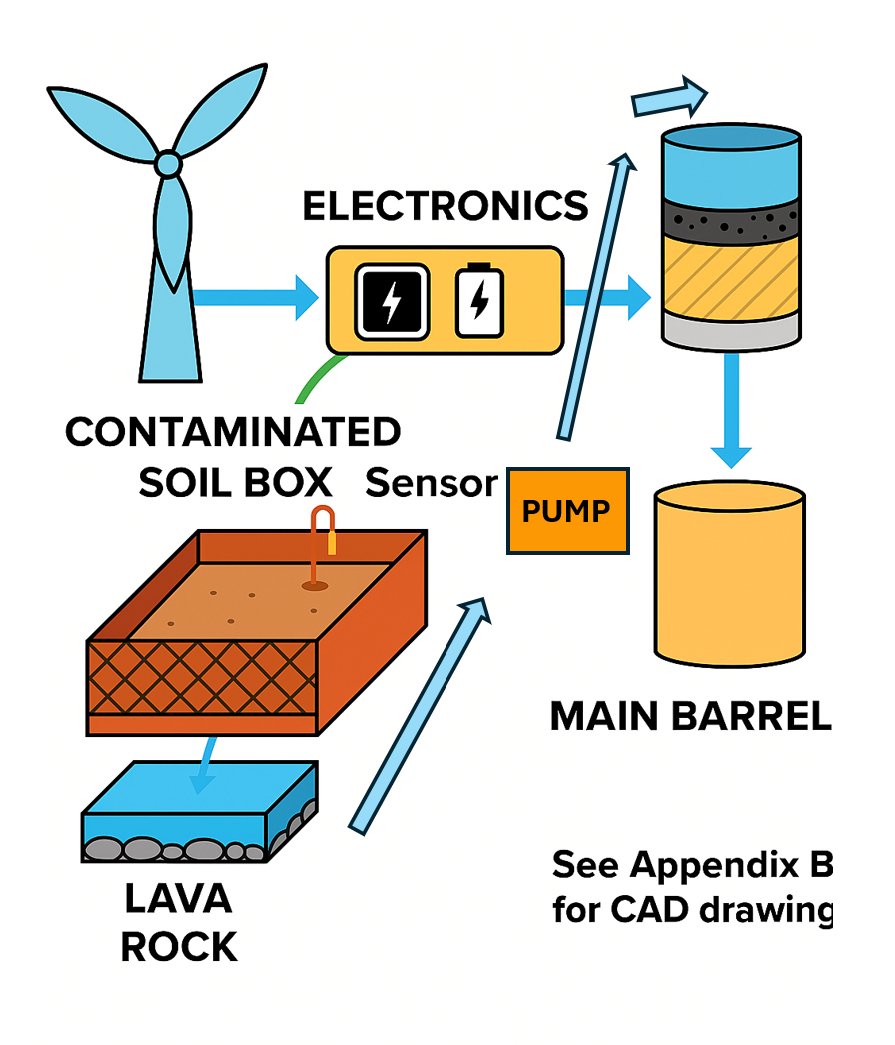 ELECTRONICS
CONTAMINATED
SOIL BOX
Sensor
PUMP
MAIN BARREL
LAVA
ROCK
See Appendix B
for CAD drawing